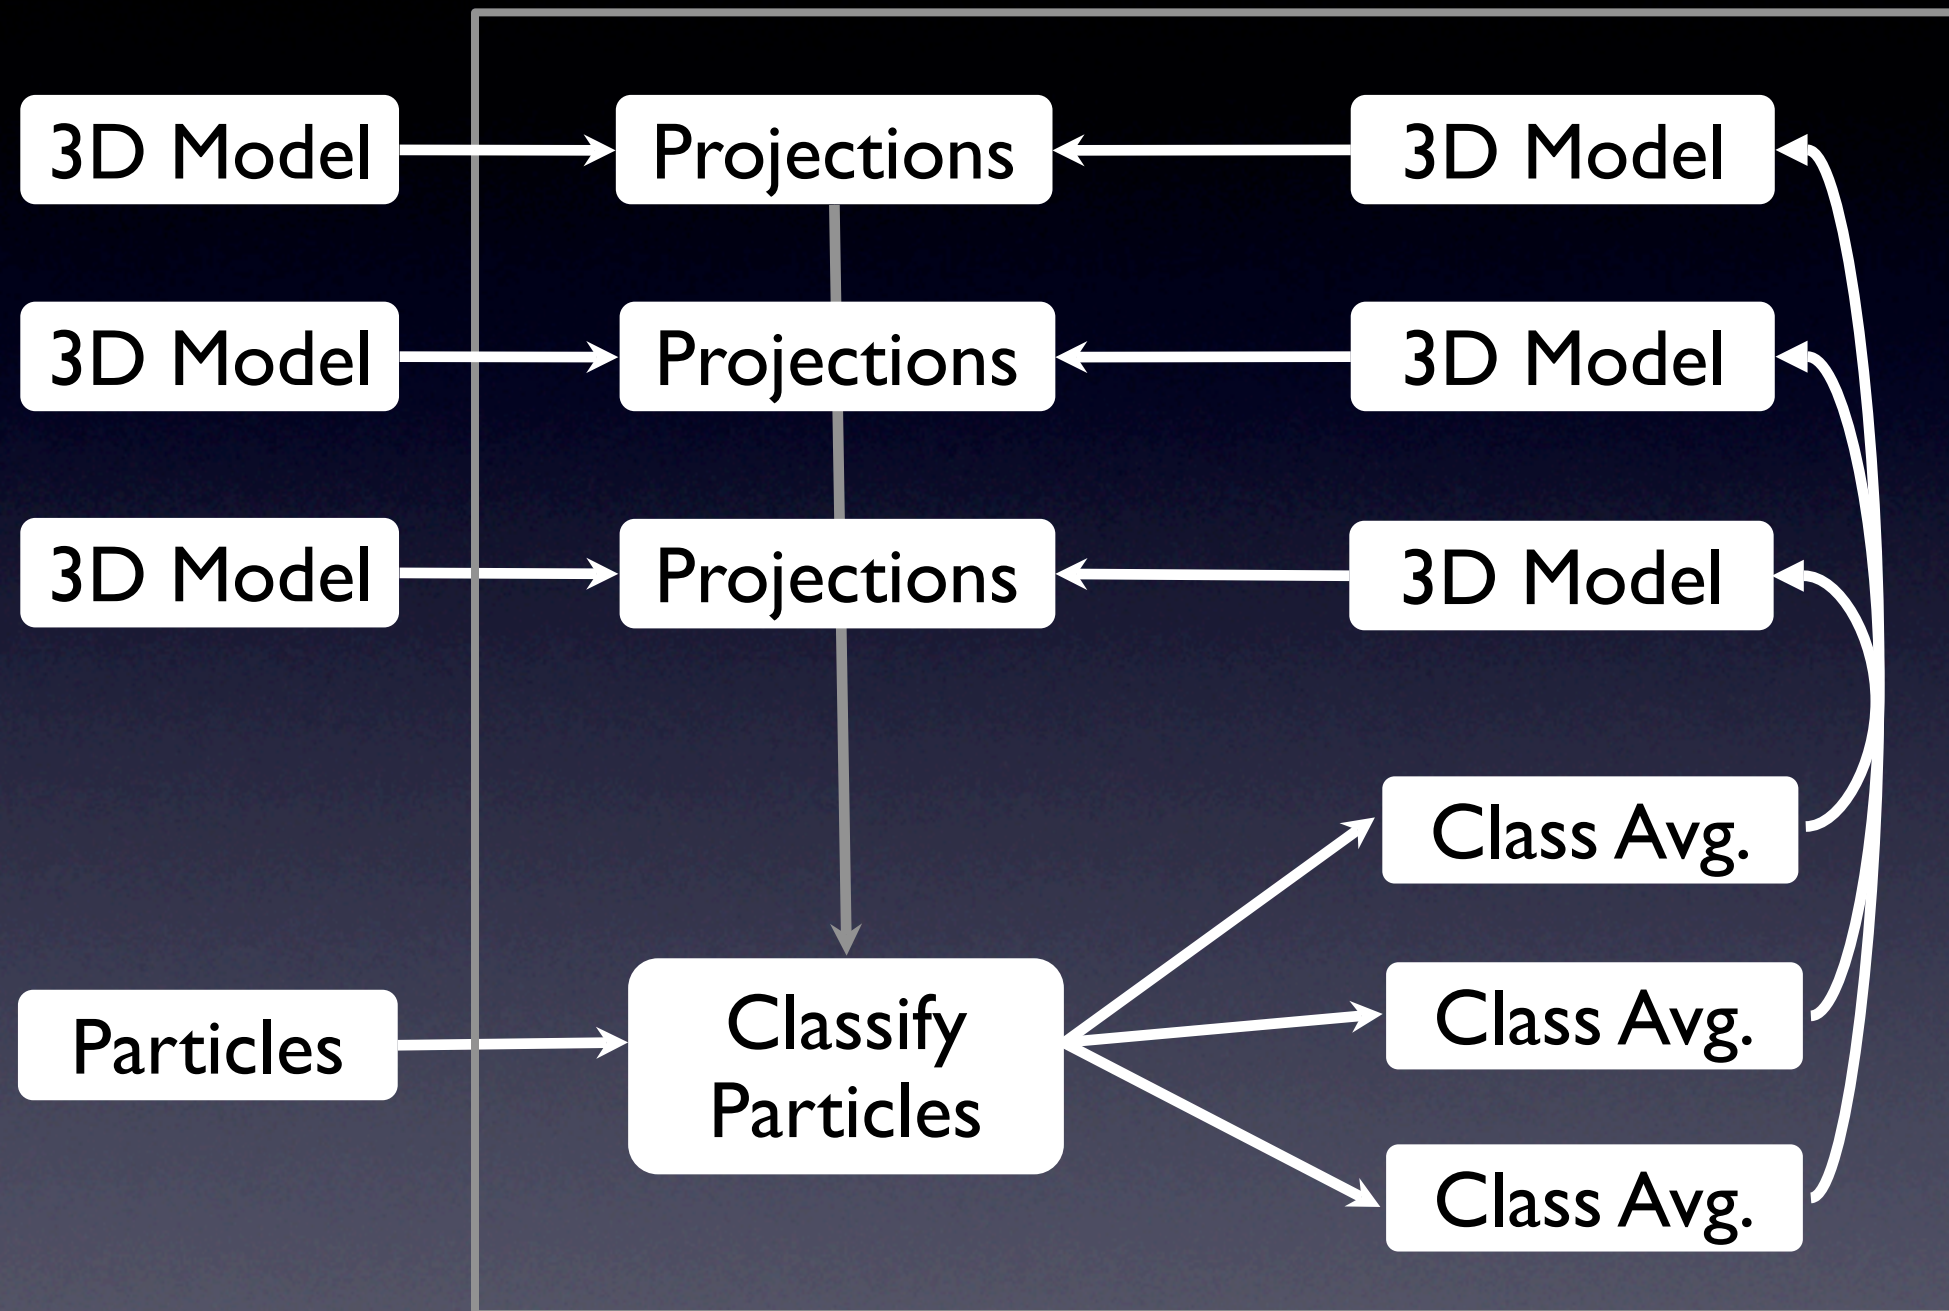 3D Model
Projections
3D Model
3D Model
Projections
3D Model
3D Model
Projections
3D Model
Class Avg.
Particles
Classify
Particles
Class Avg.
Class Avg.